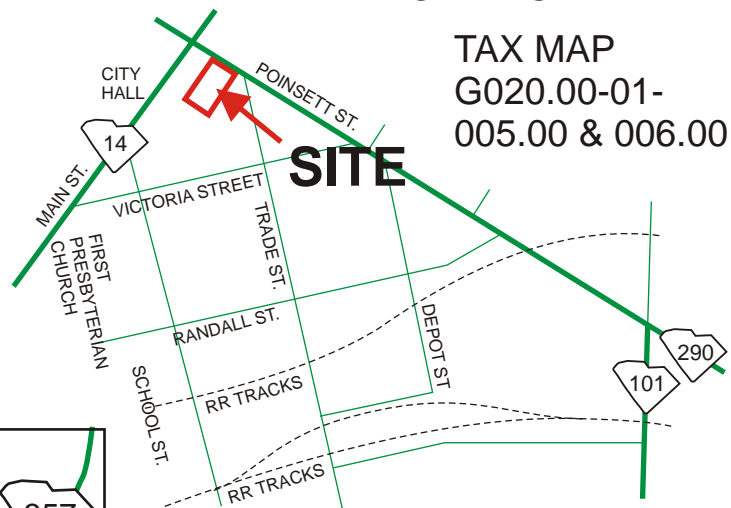 TAX MAP
G020.00-01-
005.00 & 006.00
CITY
HALL
POINSETT ST.
14
SITE
MAIN ST.
VICTORIA STREET
FIRST
PRESBYTERIAN
CHURCH
TRADE ST.
RANDALL ST.
DEPOT ST
290
101
SCHOOL ST.
RR TRACKS
RR TRACKS